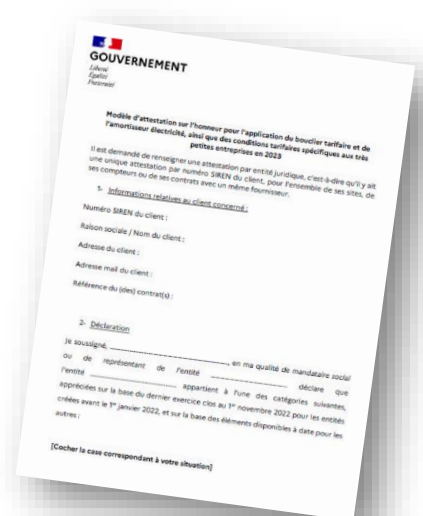 GOUVERNEMENT
Liberté
Égalité
Fraternité
Modèle d'attestation sur l'honneur pour l'application du bouclier tarifaire et de
l'amortisseur électricité, ainsi que des conditions tarifaires spécifiques aux très
petites entreprises en 2023
Il est demandé de renseigner une attestation par entité juridique, c'est-à-dire qu'il y ait
une unique attestation par numéro SIREN du client, pour l'ensemble de ses sites, de
ses compteurs ou de ses contrats avec un même fournisseur.
1- Informations relatives au client concerné :
Numéro SIREN du client :
Raison sociale / Nom du client :
Adresse du client :
Adresse mail du client :
Référence du (des) contrat(s) :
2- Déclaration
Je soussigné, ______________, en ma qualité de mandataire social
ou de représentant de l'entité ______________ déclare que
l'entité ______________ appartient à l'une des catégories suivantes,
appréciées sur la base du dernier exercice clos au 1er novembre 2022 pour les entités
créées avant le 1er janvier 2022, et sur la base des éléments disponibles à date pour les
autres :
[Cocher la case correspondant à votre situation]